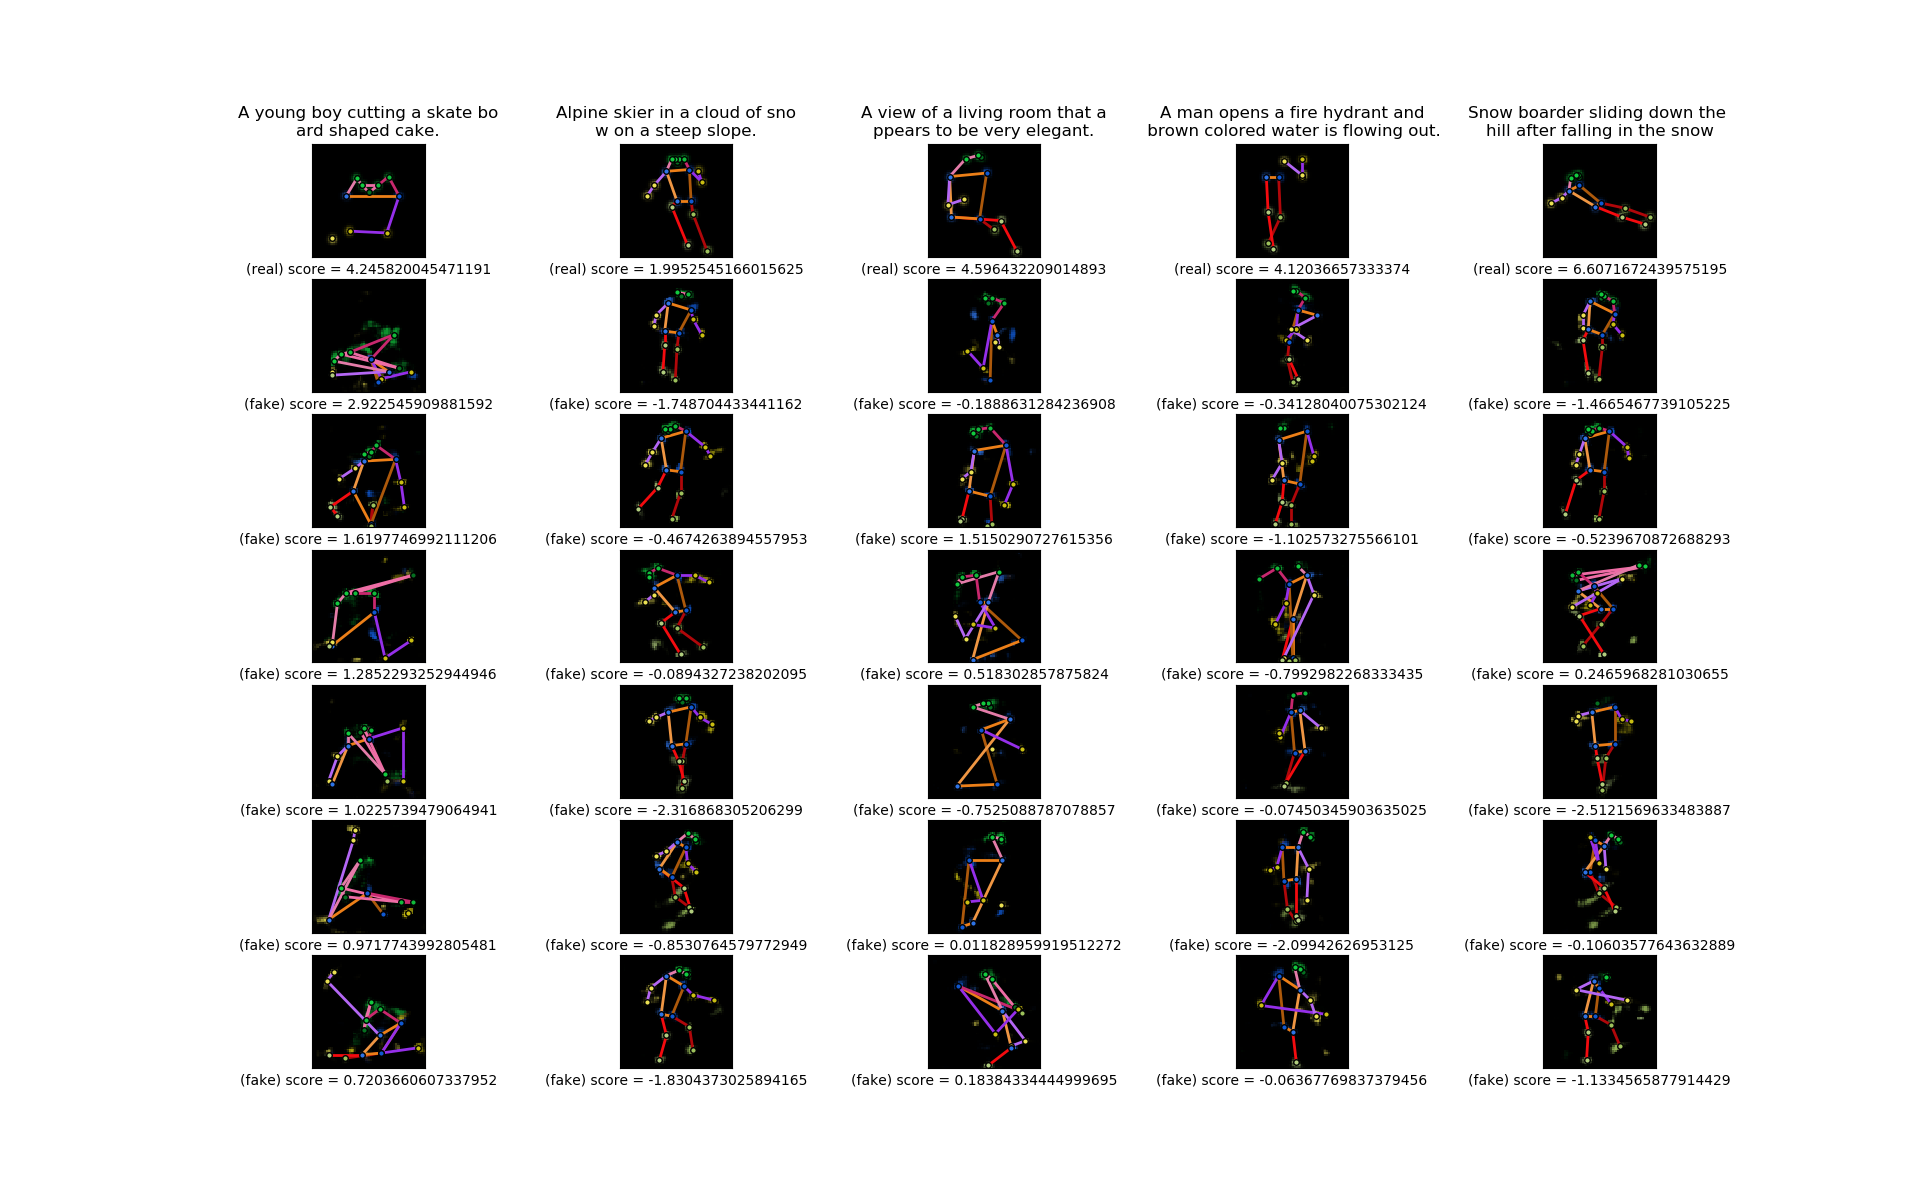 A young boy cutting a skate bo
ard shaped cake.
Alpine skier in a cloud of sno
w on a steep slope.
A view of a living room that a
ppears to be very elegant.
A man opens a fire hydrant and
brown colored water is flowing out.
Snow boarder sliding down the
hill after falling in the snow
(real) score = 4.245820045471191
(real) score = 1.9952545166015625
(real) score = 4.596432209014893
(real) score = 4.12036657333374
(real) score = 6.6071672439575195
(fake) score = 2.922545909881592
(fake) score = -1.748704433441162
(fake) score = -0.1888631284236908
(fake) score = -0.34128040075302124
(fake) score = -1.4665467739105225
(fake) score = 1.6197746992111206
(fake) score = -0.4674263894557953
(fake) score = 1.5150290727615356
(fake) score = -1.102573275566101
(fake) score = -0.5239670872688293
(fake) score = 1.2852293252944946
(fake) score = -0.0894327238202095
(fake) score = 0.518302857875824
(fake) score = -0.7992982268333435
(fake) score = 0.2465968281030655
(fake) score = 1.0225739479064941
(fake) score = -2.316868305206299
(fake) score = -0.7525088787078857
(fake) score = -0.07450345903635025
(fake) score = -2.5121569633483887
(fake) score = 0.9717743992805481
(fake) score = -0.8530764579772949
(fake) score = 0.011828959919512272
(fake) score = -2.09942626953125
(fake) score = -0.10603577643632889
(fake) score = 0.7203660607337952
(fake) score = -1.8304373025894165
(fake) score = 0.18384334444999695
(fake) score = -0.06367769837379456
(fake) score = -1.1334565877914429